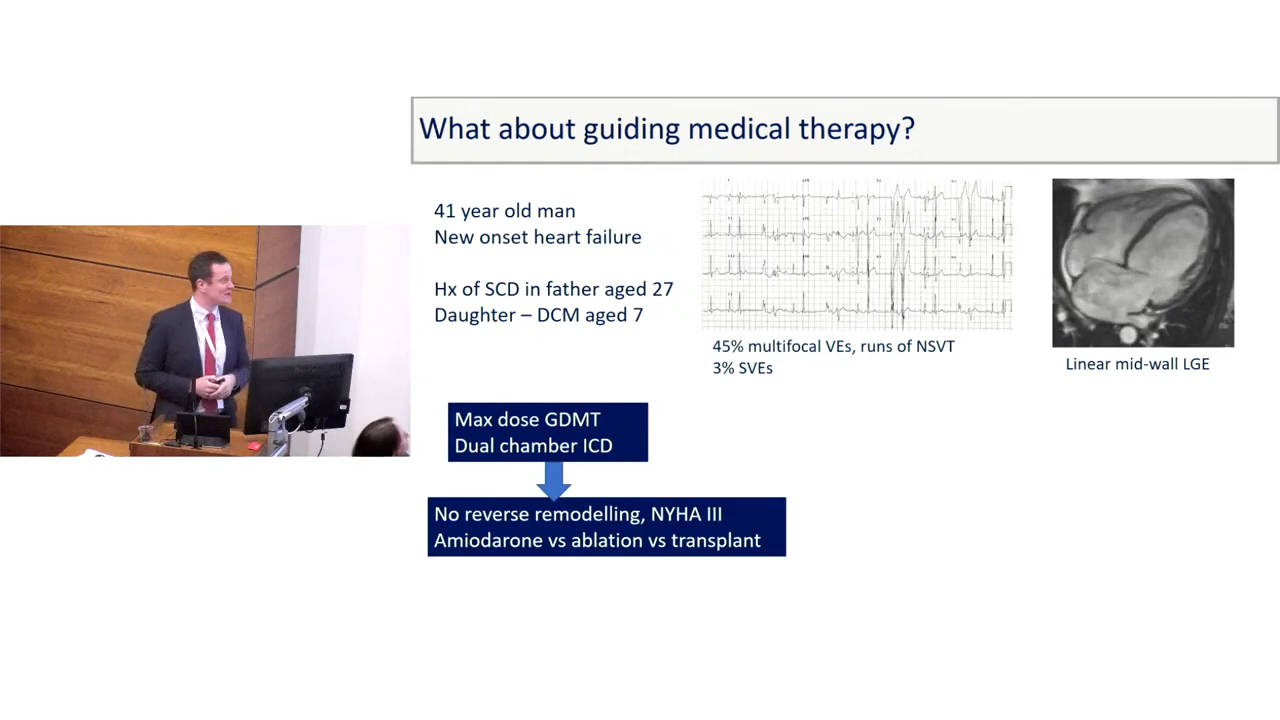 What about guiding medical therapy?
41 year old man
New onset heart failure
Hx of SCD in father aged 27
Daughter – DCM aged 7
45% multifocal VEs, runs of NSVT
3% SVEs
Linear mid-wall LGE
Max dose GDMT
Dual chamber ICD
No reverse remodelling, NYHA III
Amiodarone vs ablation vs transplant